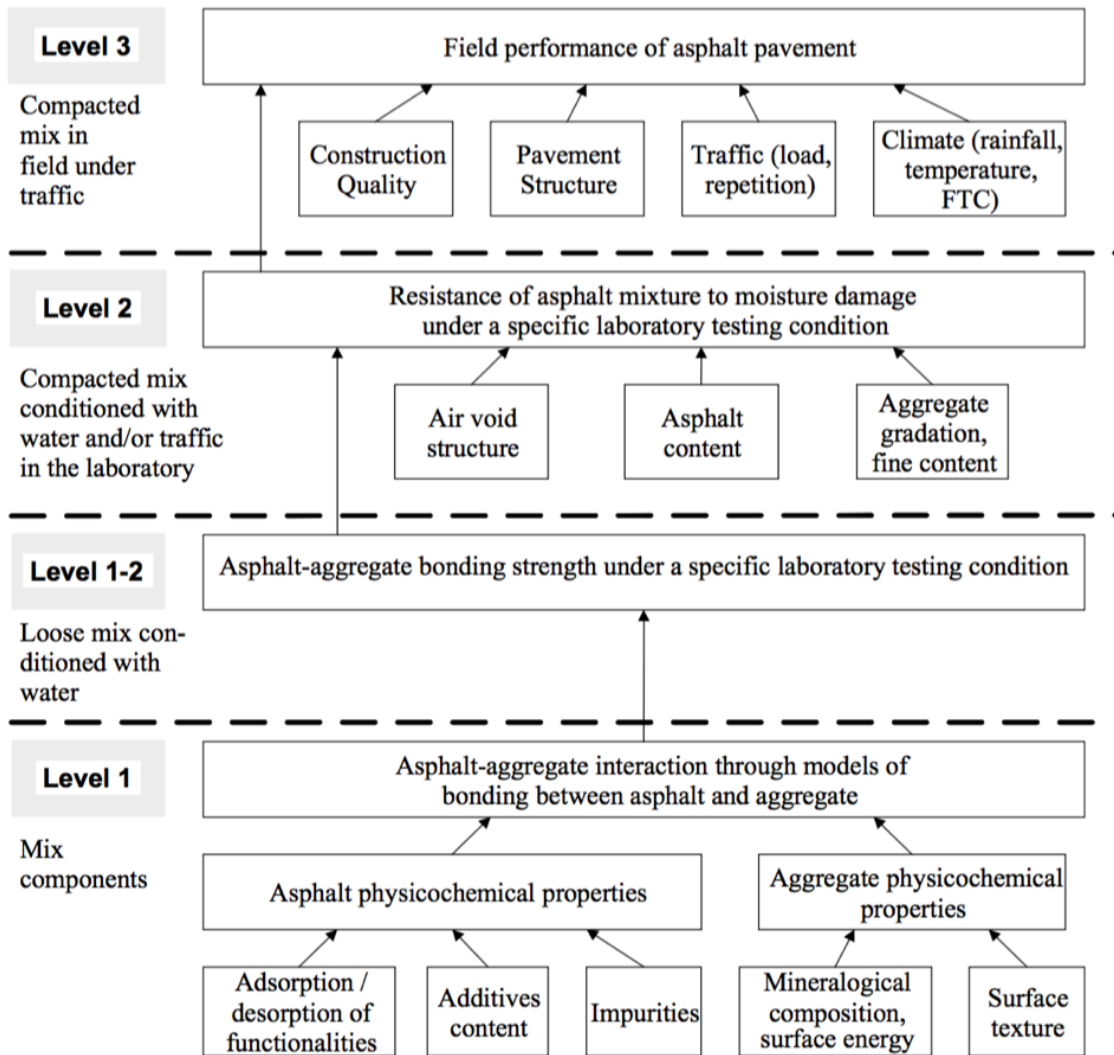 Level 3
Field performance of asphalt pavement
Compacted
mix in
field under
traffic
Construction
Quality
Pavement
Structure
Traffic (load,
repetition)
Climate (rainfall,
temperature,
FTC)
Level 2
Resistance of asphalt mixture to moisture damage
under a specific laboratory testing condition
Compacted mix
conditioned with
water and/or traffic
in the laboratory
Air void
structure
Asphalt
content
Aggregate
gradation,
fine content
Level 1-2
Asphalt-aggregate bonding strength under a specific laboratory testing condition
Loose mix con-
ditioned with
water
Level 1
Asphalt-aggregate interaction through models of
bonding between asphalt and aggregate
Mix
components
Asphalt physicochemical properties
Aggregate physicochemical
properties
Adsorption /
desorption of
functionalities
Additives
content
Impurities
Mineralogical
composition,
surface energy
Surface
texture